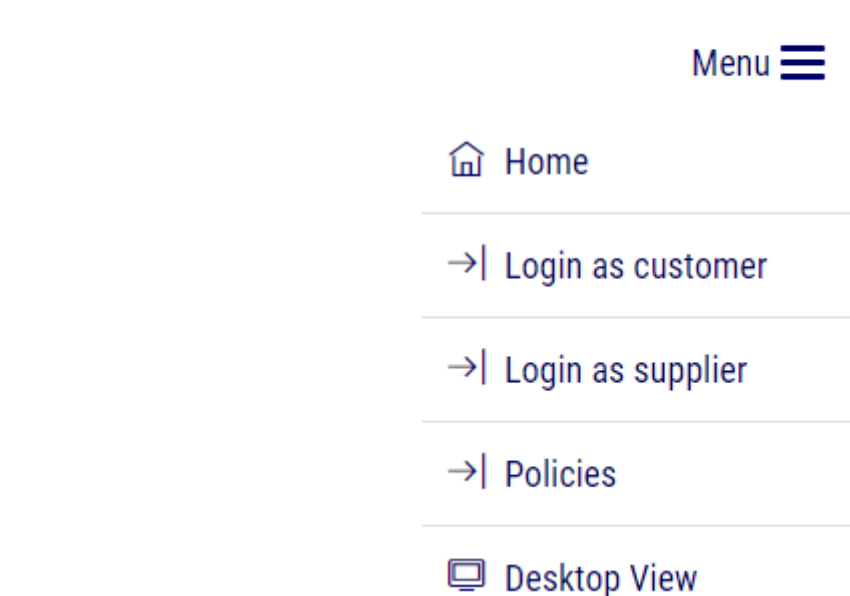 Menu
Home
Login as customer
Login as supplier
Policies
Desktop View